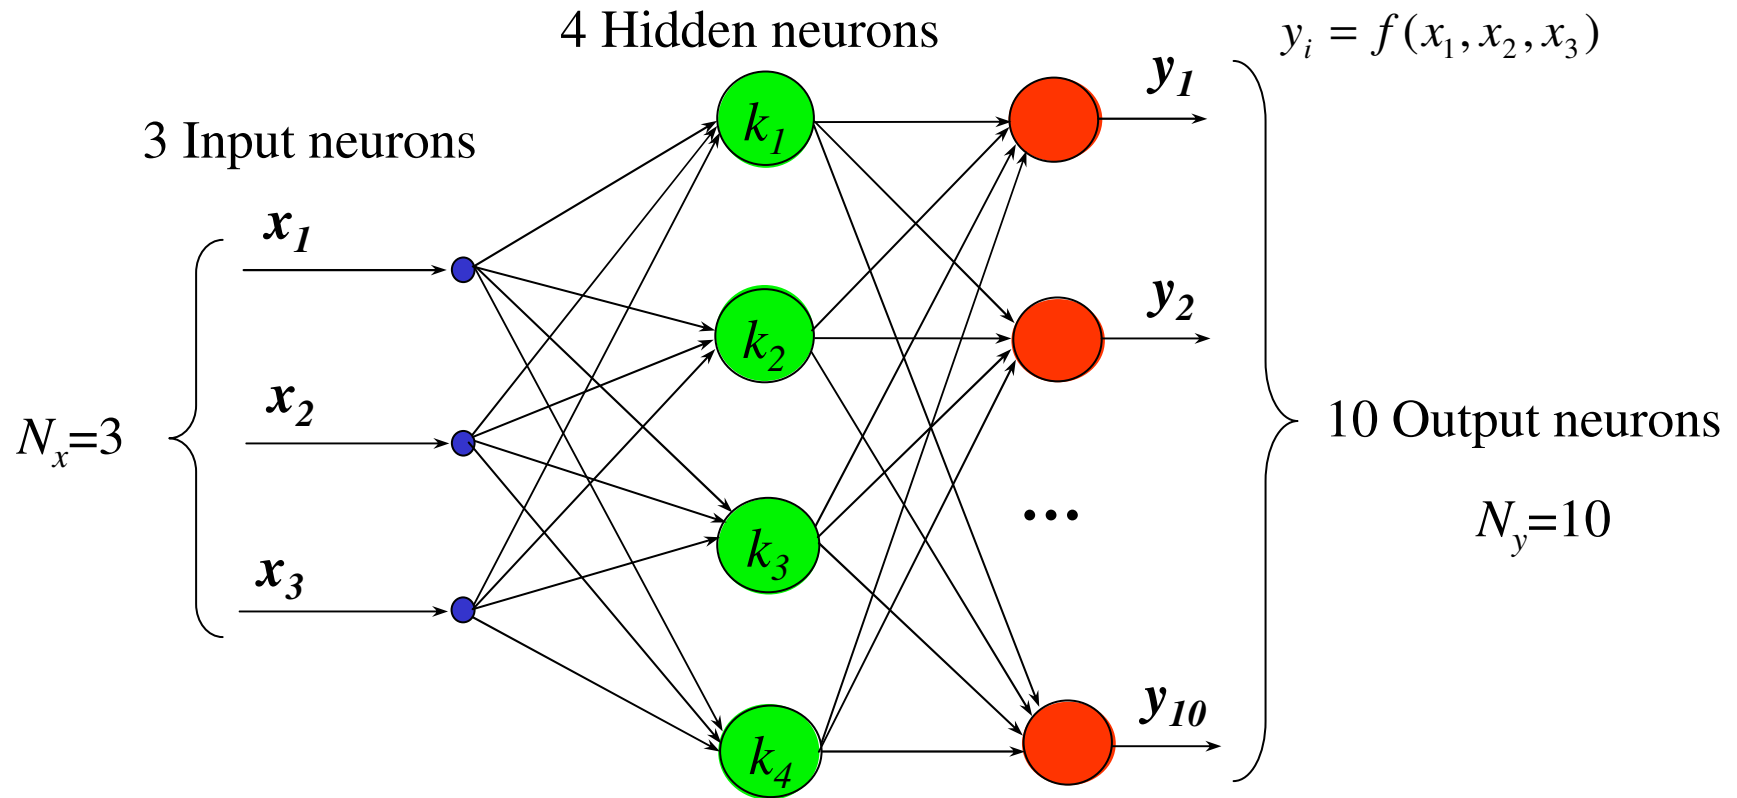 4 Hidden neurons
y_i = f(x_1, x_2, x_3)
3 Input neurons
x_1
x_2
x_3
N_x=3
k_1
k_2
k_3
k_4
y_1
y_2
...
y_10
10 Output neurons
N_y=10